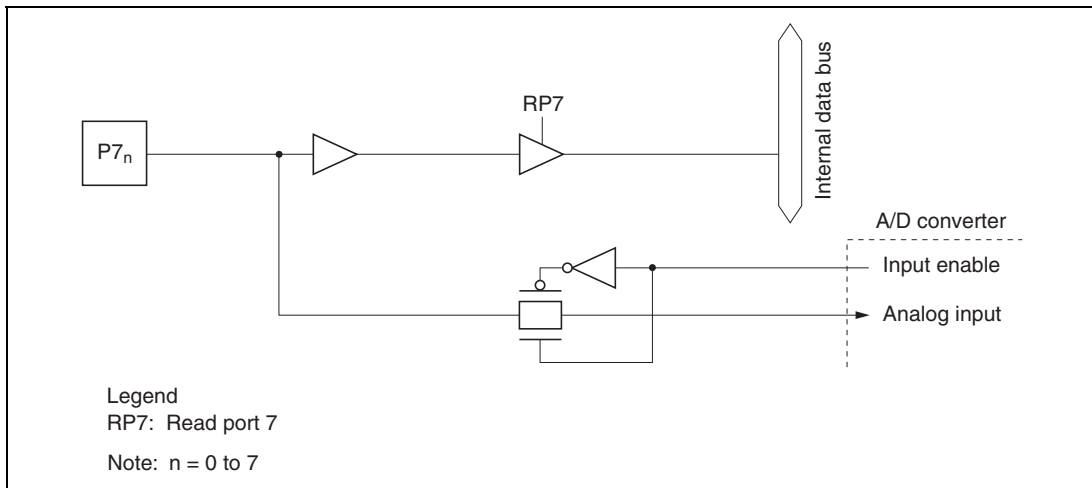 RP7
P7n
Internal data bus
A/D converter
Input enable
Analog input
Legend
RP7: Read port 7
Note: n = 0 to 7